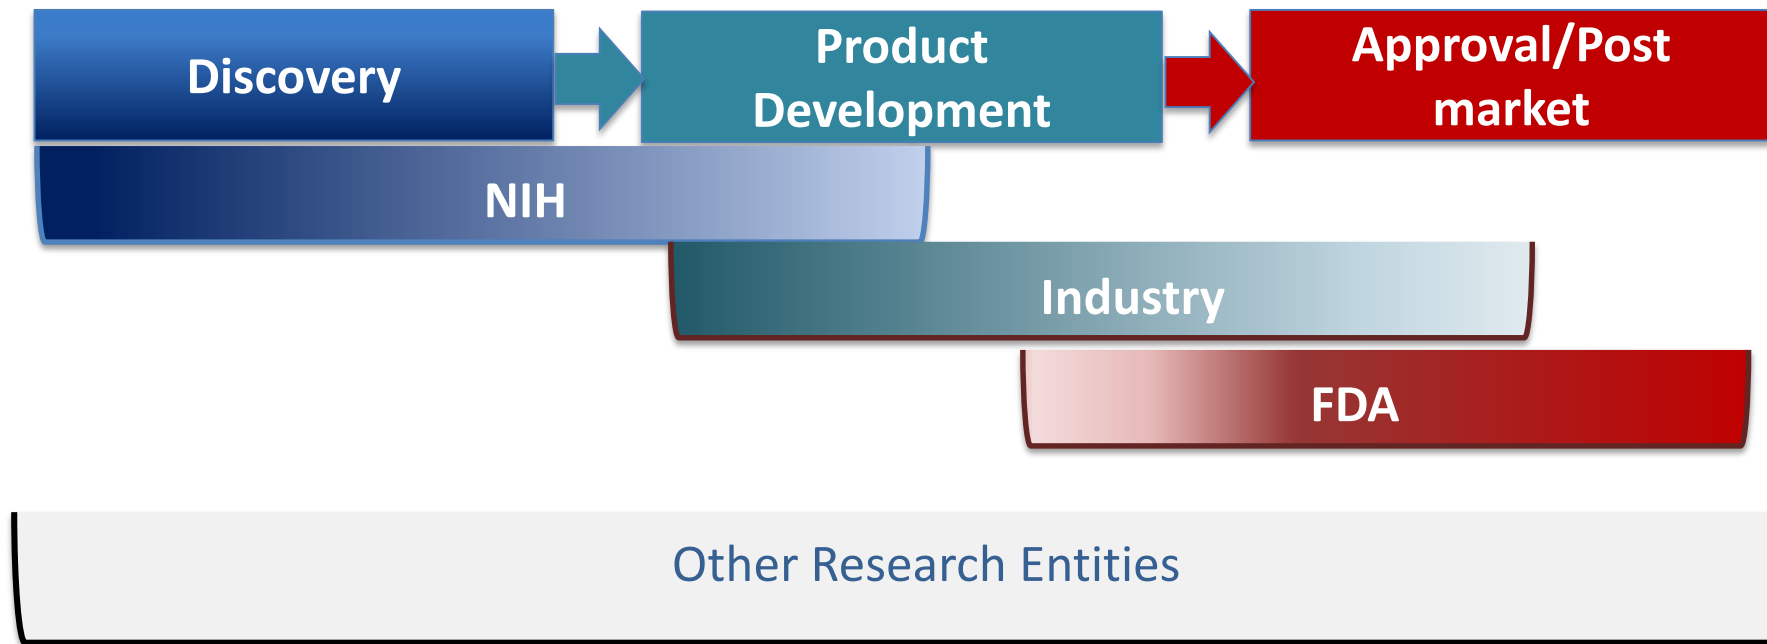 Discovery
Product
Development
Approval/Post
market
NIH
Industry
FDA
Other Research Entities